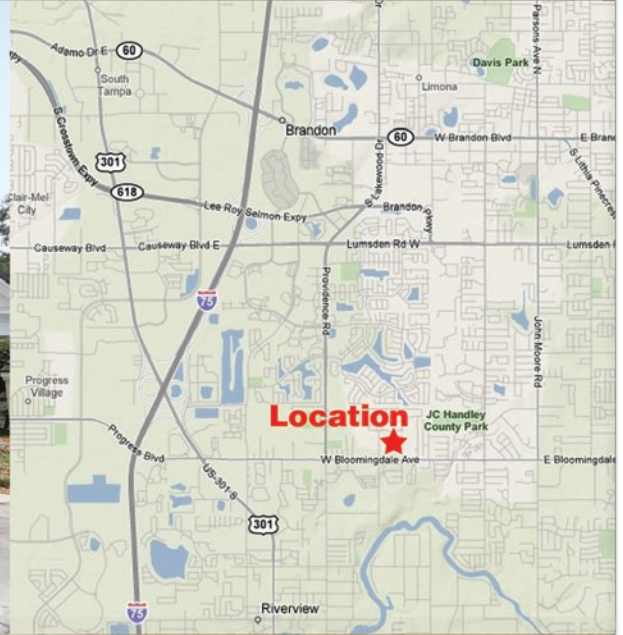 Adamo Dr E
60
Davis Park
Parsons Ave N
South
Tampa
Limona
Brandon
60
W Brandon Blvd
E Bran
S Crosstown Expy
301
618
S Lakewood Dr
S Lithia Pinecres
Clair-Mel
City
Lee Roy Selmon Expy
Brandon
Pkwy
Causeway Blvd
Causeway Blvd E
Lumsden Rd W
Lumsden
75
Providence Rd
John Moore Rd
Progress
Village
Location
JC Handley
County Park
Progress Blvd
W Bloomingdale Ave
E Bloomingdale
US-301-S
301
75
Riverview